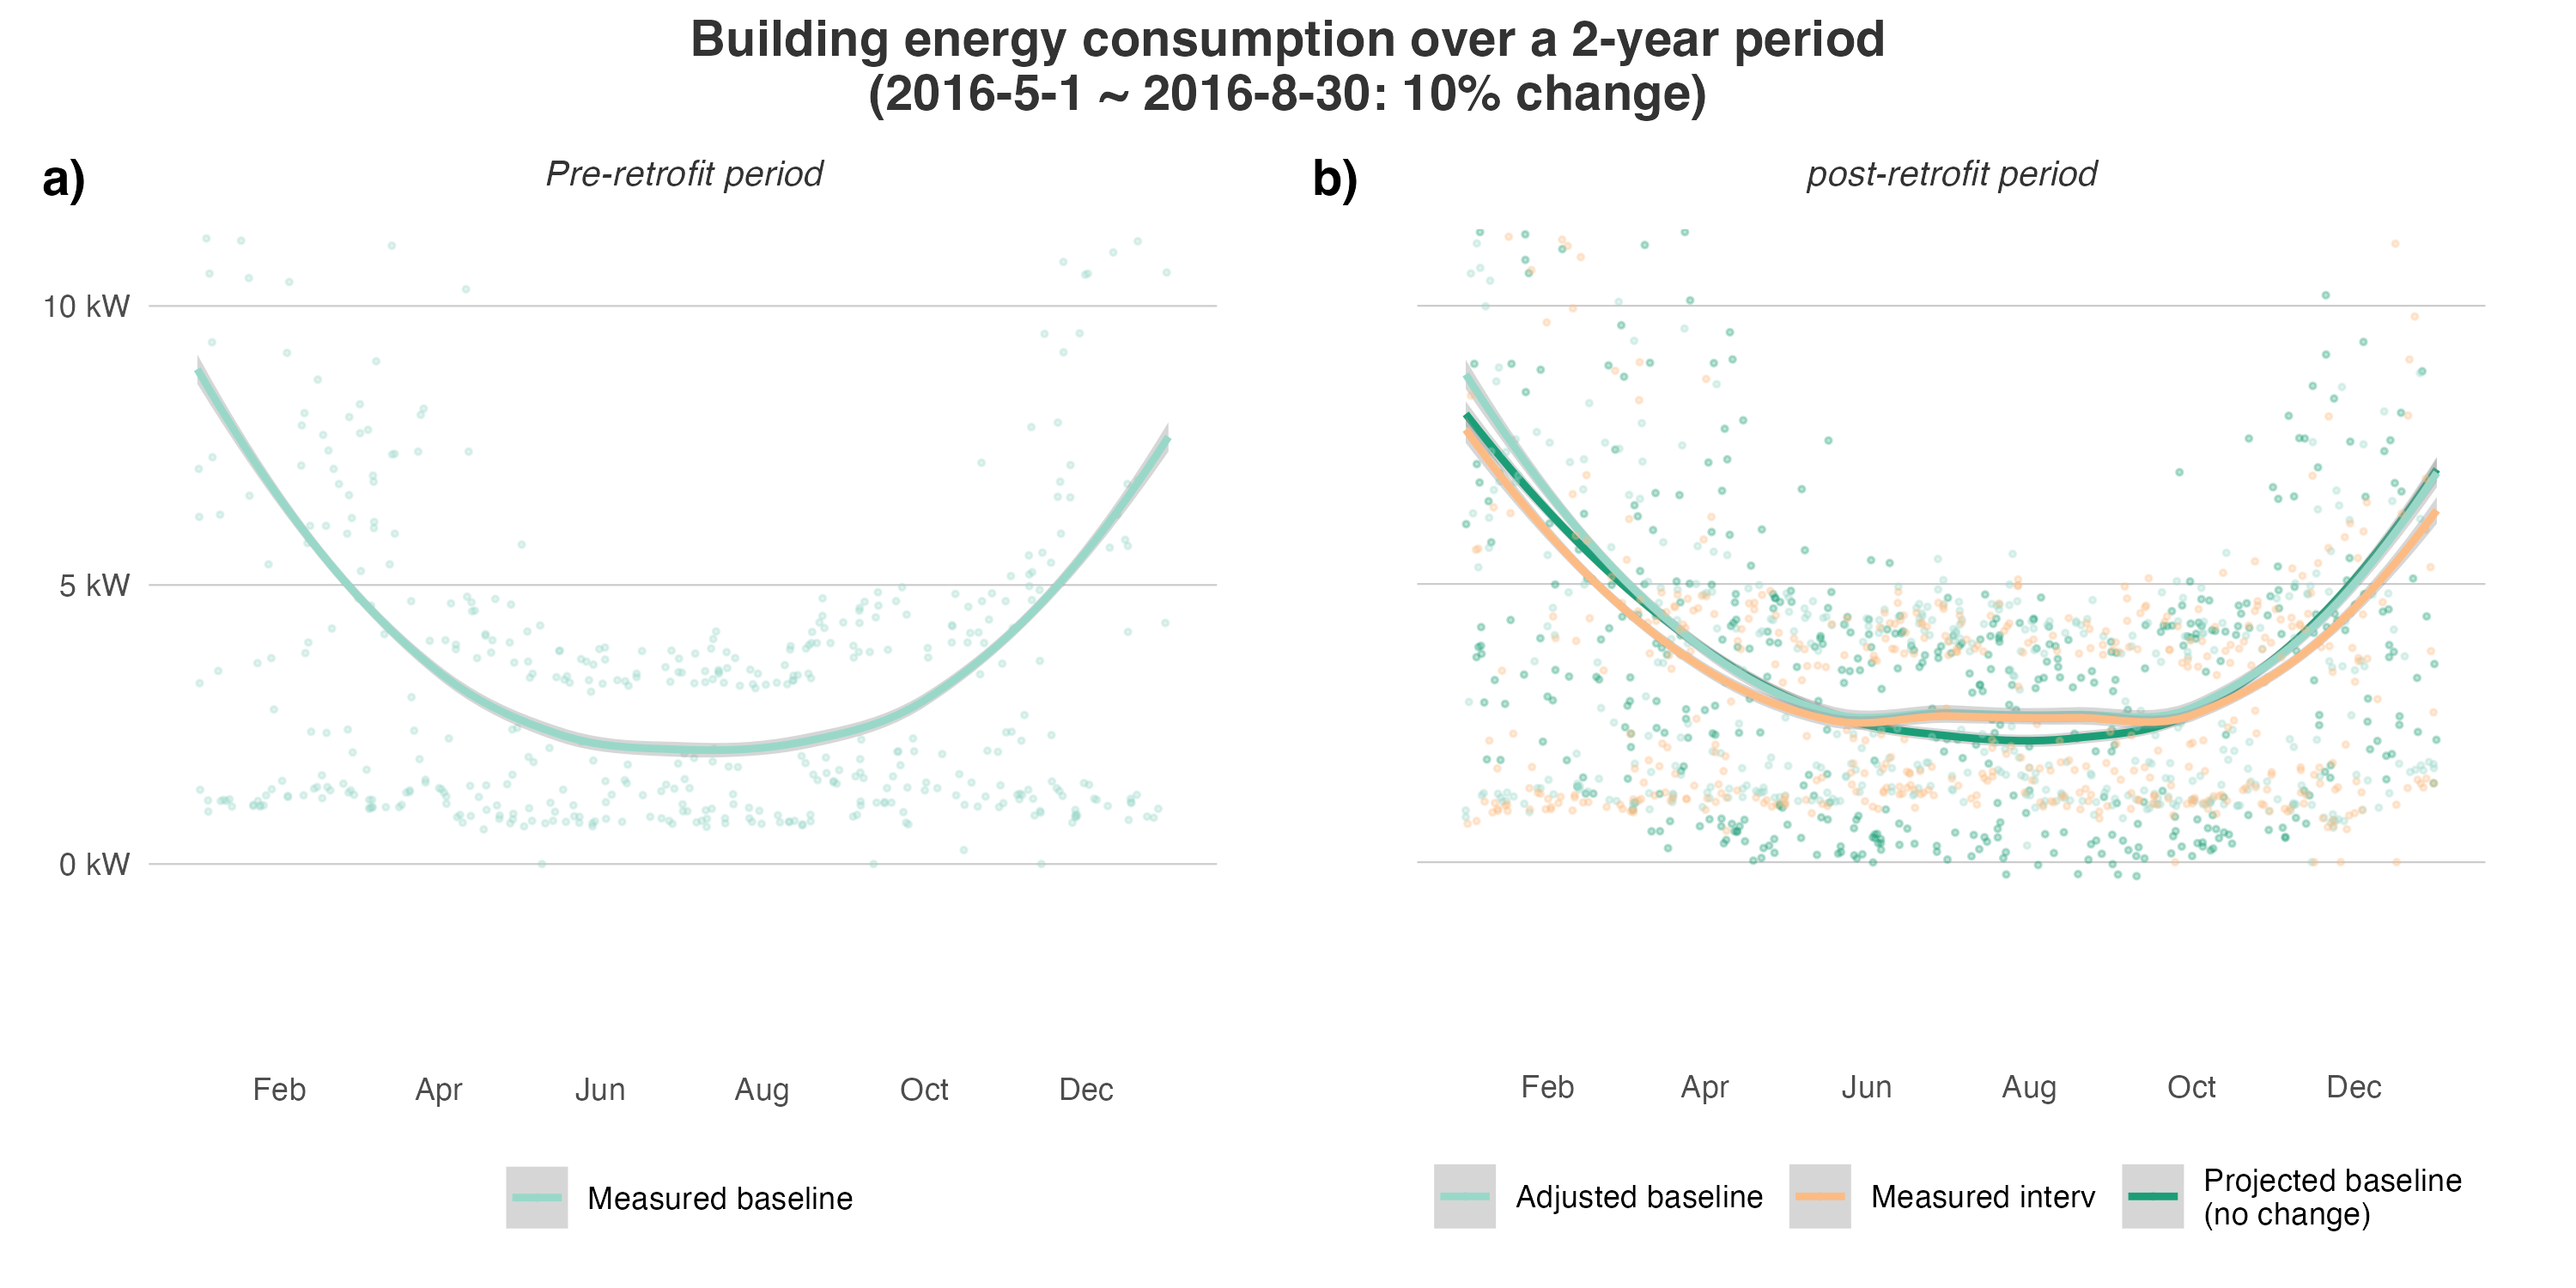 Building energy consumption over a 2-year period
(2016-5-1 ~ 2016-8-30: 10% change)
a)
Pre-retrofit period
10 kW
5 kW
0 kW
Feb Apr Jun Aug Oct Dec
Measured baseline
b)
post-retrofit period
Feb Apr Jun Aug Oct Dec
Adjusted baseline
Measured interv
Projected baseline
(no change)